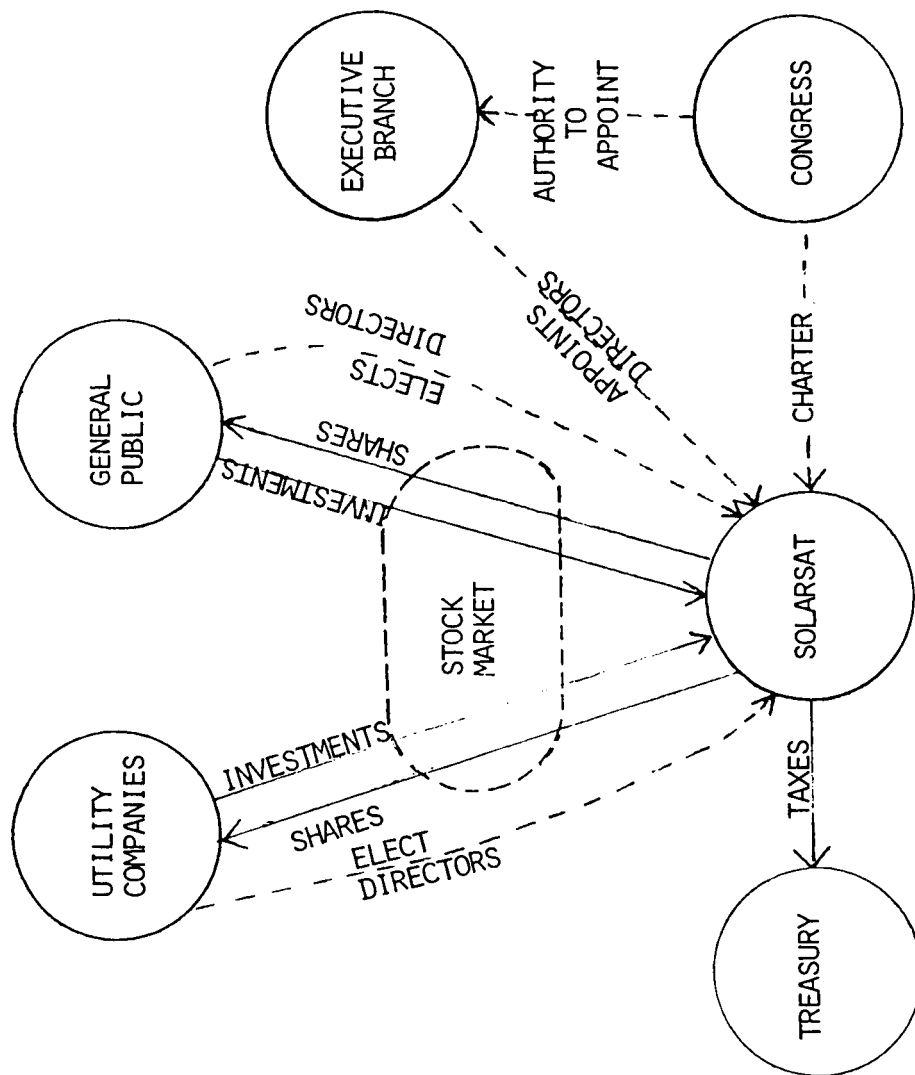 UTILITY
COMPANIES
GENERAL
PUBLIC
EXECUTIVE
BRANCH
INVESTMENTS
SHARES
ELECT
DIRECTORS
INVESTMENTS
SHARES
ELECTS
DIRECTORS
APPOINTS
DIRECTORS
AUTHORITY
TO
APPOINT
STOCK
MARKET
TREASURY
TAXES
SOLARSAT
CHARTER
CONGRESS